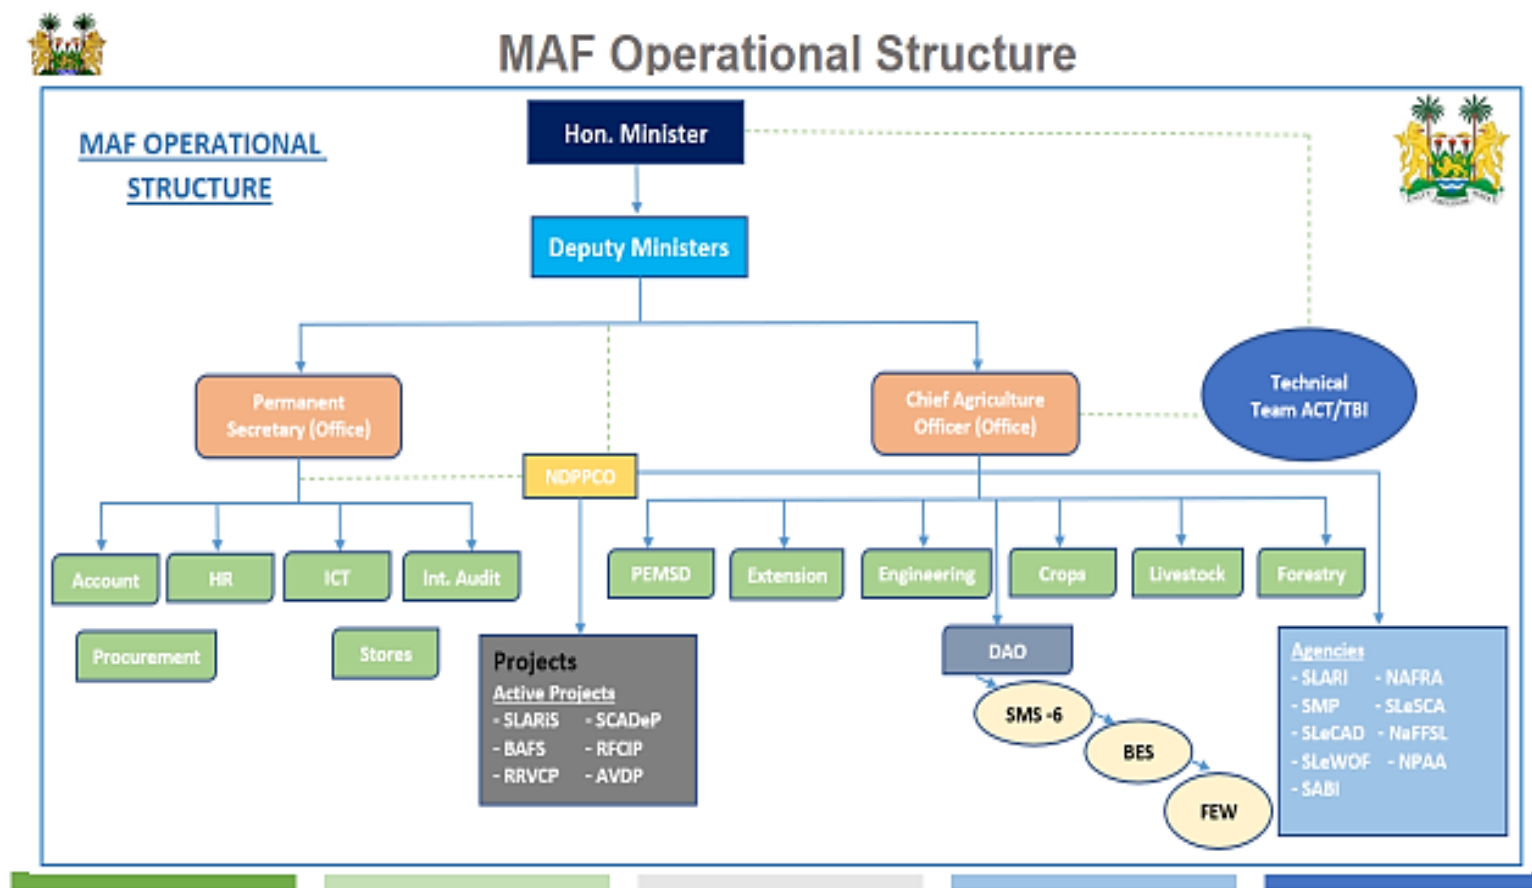 MAF Operational Structure
MAF OPERATIONAL
STRUCTURE
Hon. Minister
Deputy Ministers
Permanent
Secretary (Office)
Chief Agriculture
Officer (Office)
Technical
Team ACT/TBI
NDPPCO
Account
HR
ICT
Int. Audit
PEMSD
Extension
Engineering
Crops
Livestock
Forestry
Procurement
Stores
Projects
Active Projects
- SLARiS - SCADeP
- BAFS - RFCIP
- RRVCP - AVDP
DAO
SMS -6
BES
FEW
Agencies
- SLARI - NAFRA
- SMP - SLeSCA
- SLeCAD - NaFFSL
- SLeWOF - NPAA
- SABI